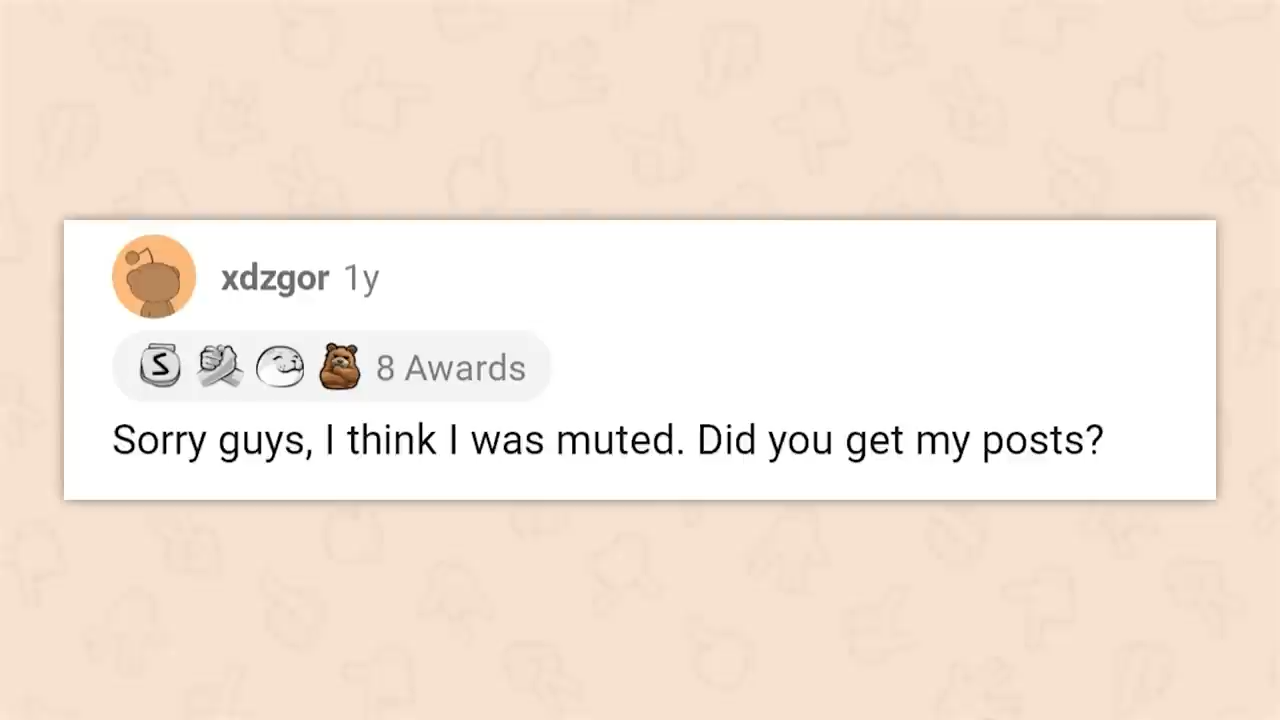 xdzgor 1y
S 8 Awards
Sorry guys, I think I was muted. Did you get my posts?